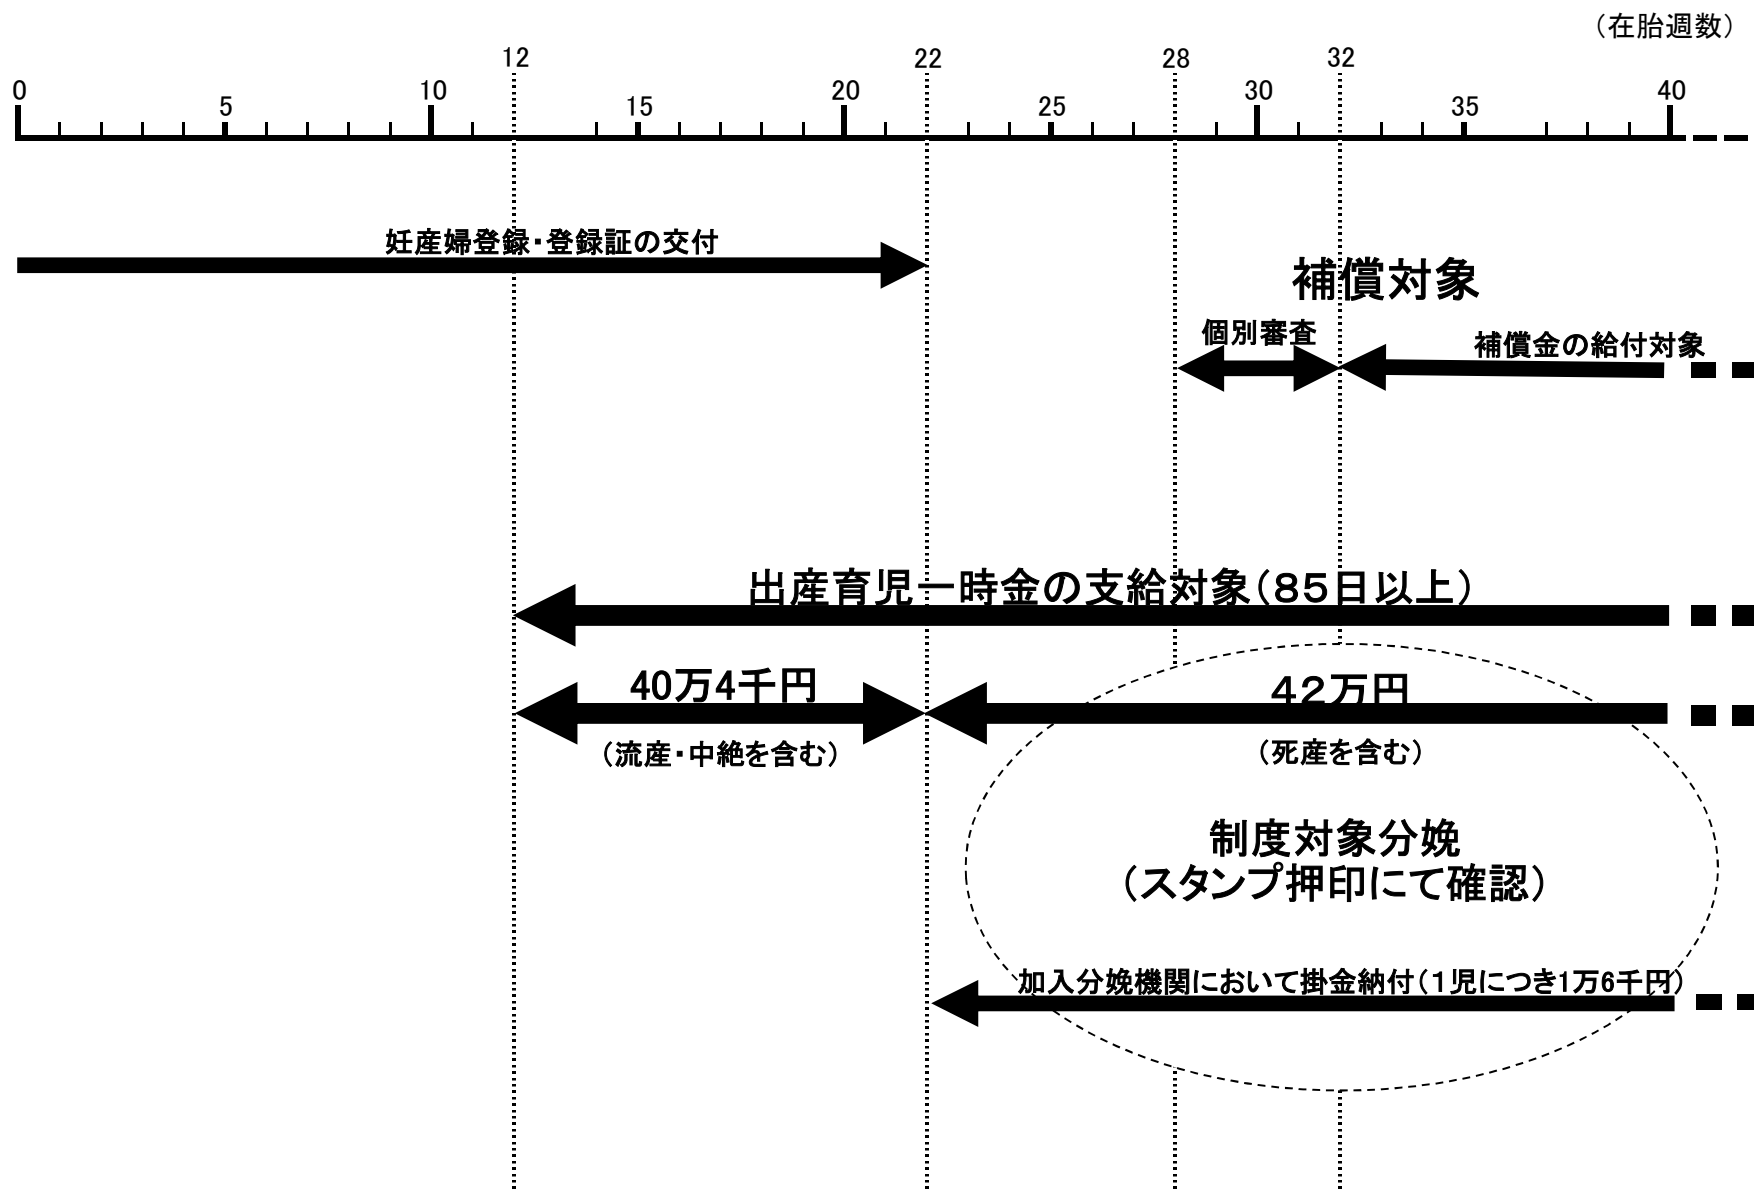 （在胎週数）
12 22 28 32
0 5 10 15 20 25 30 35 40
妊産婦登録・登録証の交付
補償対象
個別審査
補償金の給付対象
出産育児一時金の支給対象（８５日以上）
40万4千円
４２万円
（流産・中絶を含む）
（死産を含む）
制度対象分娩
（スタンプ押印にて確認）
加入分娩機関において掛金納付（１児につき1万6千円）